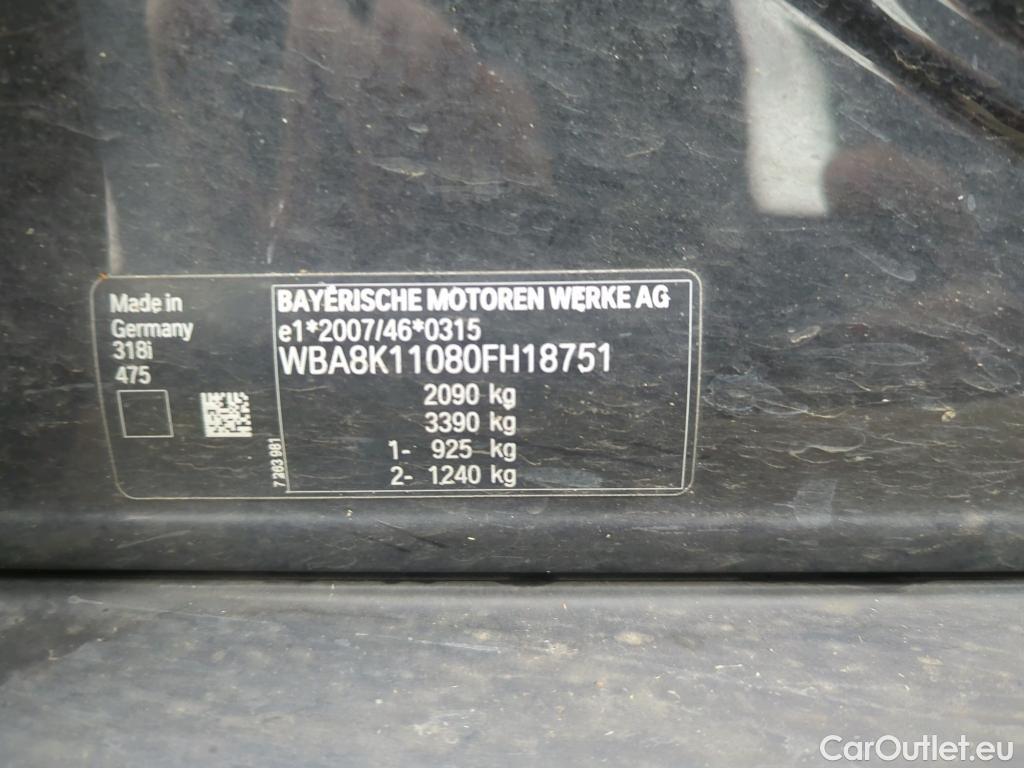 Made in
Germany
318i
475
BAYERISCHE MOTOREN WERKE AG
e1*2007/46*0315
WBA8K11080FH18751
2090 kg
3390 kg
1- 925 kg
2- 1240 kg
7 263 981
CarOutlet.eu